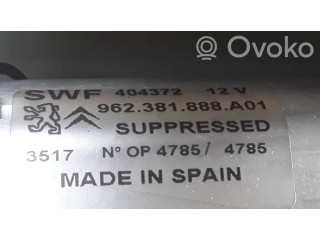 Ovoko
SWF 404372 12 V
962.381.888.A01
SUPPRESSED
3517 Nº OP 4785/ 4785
MADE IN SPAIN